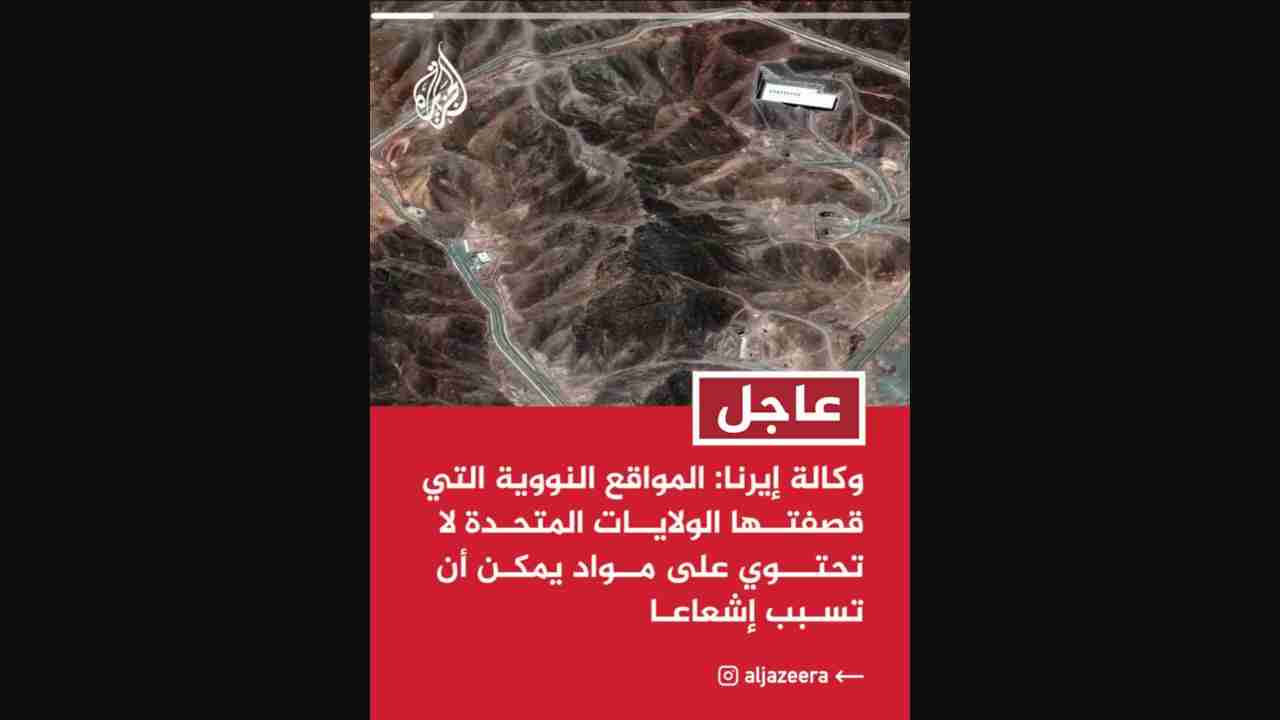 عاجل
وكالة إيرنا: المواقع النووية التي
قصفتها الولايات المتحدة لا
تحتوي على مواد يمكن أن
تسبب إشعاعا
aljazeera